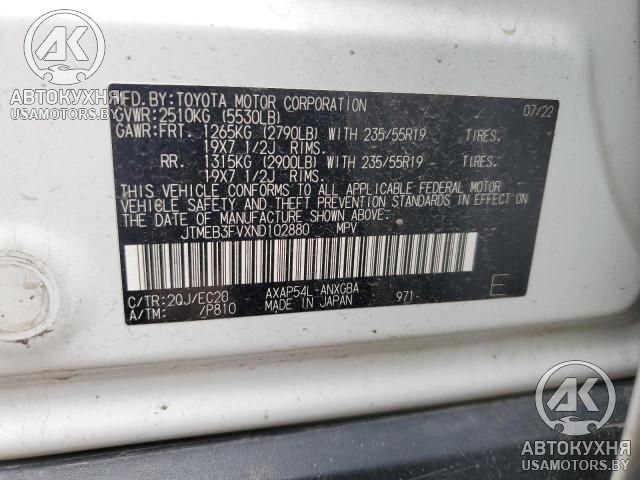 АК
АВТОКУХНЯ
USAMOTORS.BY
MFD. BY: TOYOTA MOTOR CORPORATION 07/22
GVWR: 2510KG (5530LB)
GAWR: FRT. 1265KG (2790LB) WITH 235/55R19 TIRES.
19X7 1/2J RIMS.
RR. 1315KG (2900LB) WITH 235/55R19 TIRES.
19X7 1/2J RIMS.
THIS VEHICLE CONFORMS TO ALL APPLICABLE FEDERAL MOTOR
VEHICLE SAFETY AND THEFT PREVENTION STANDARDS IN EFFECT ON
THE DATE OF MANUFACTURE SHOWN ABOVE.
JTMEB3FVXND102880 MPV
C/TR: 2QJ/EC20 AXAP54L-ANXGBA
A/TM: /P810 MADE IN JAPAN 971- E
АК
АВТОКУХНЯ
USAMOTORS.BY